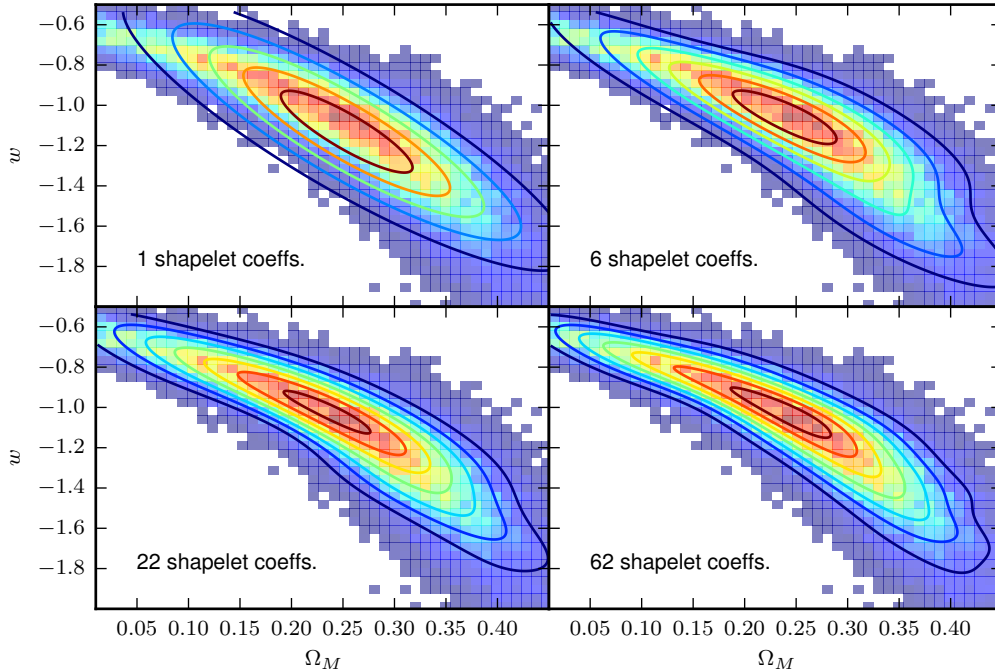 −0.6
−0.8
−1.0
−1.2
−1.4
−1.6
−1.8
w
1 shapelet coeffs.
6 shapelet coeffs.
−0.6
−0.8
−1.0
−1.2
−1.4
−1.6
−1.8
w
22 shapelet coeffs.
62 shapelet coeffs.
0.05 0.10 0.15 0.20 0.25 0.30 0.35 0.40
0.05 0.10 0.15 0.20 0.25 0.30 0.35 0.40
Ω_M
Ω_M